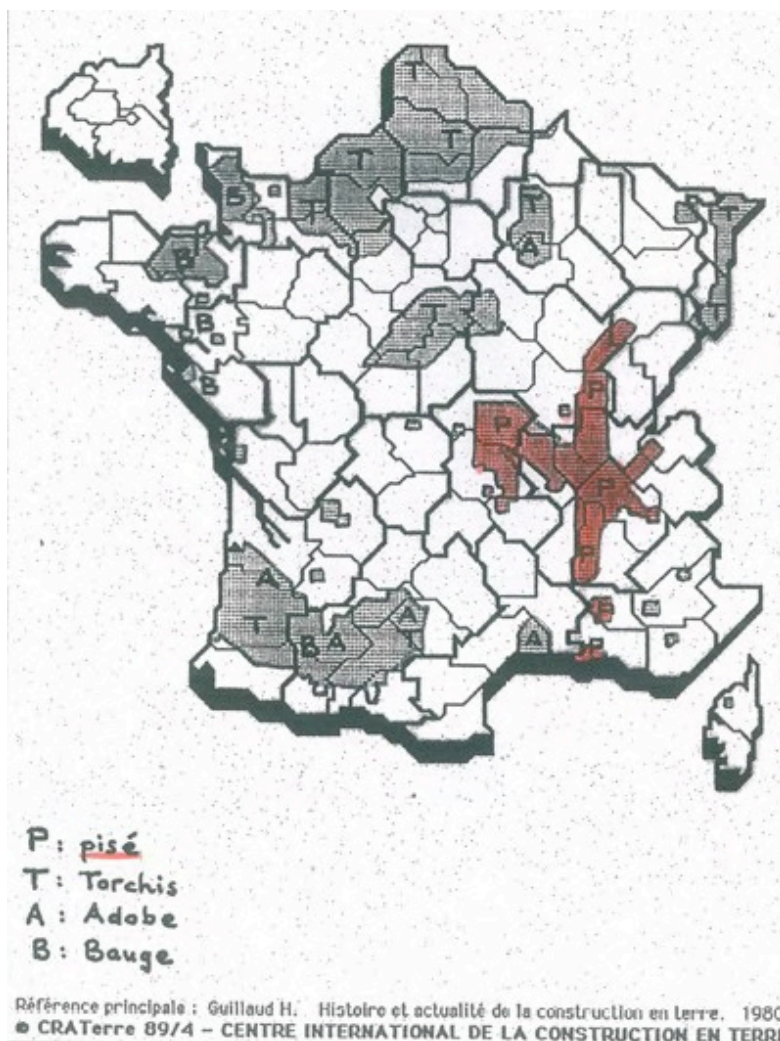 T
T
T
B
T
T
T
A
B
T
T
B
B
P
P
P
P
A
T
A
T
B
A
A
P
P: pisé
T: Torchis
A: Adobe
B: Bauge
Référence principale : Guillaud H. Histoire et actualité de la construction en terre. 1980
© CRATerre 89/4 - CENTRE INTERNATIONAL DE LA CONSTRUCTION EN TERRE